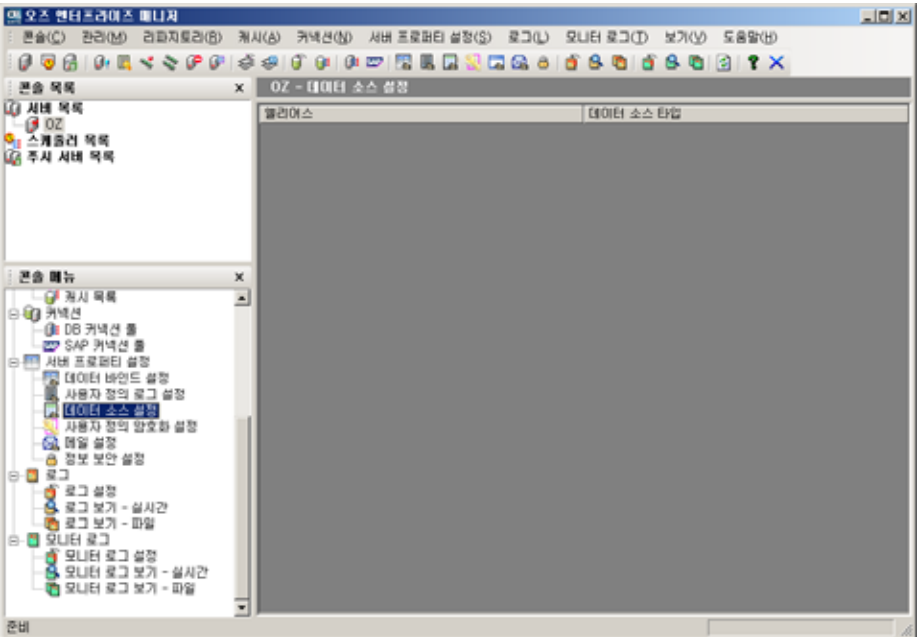 오즈 엔터프라이즈 매니저
콘솔(C) 관리(M) 리파지토리(B) 캐시(A) 커넥션(N) 서버 프로퍼티 설정(S) 로그(L) 모니터 로그(T) 보기(V) 도움말(H)
콘솔 목록
OZ - 데이터 소스 설정
서버 목록
OZ
스케줄러 목록
주시 서버 목록
앨리어스
데이터 소스 타입
콘솔 메뉴
캐시 목록
커넥션
DB 커넥션 풀
SAP 커넥션 풀
서버 프로퍼티 설정
데이터 바인드 설정
사용자 정의 로그 설정
데이터 소스 설정
사용자 정의 암호화 설정
메일 설정
정보 보안 설정
로그
로그 설정
로그 보기 - 실시간
로그 보기 - 파일
모니터 로그
모니터 로그 설정
모니터 로그 보기 - 실시간
모니터 로그 보기 - 파일
준비